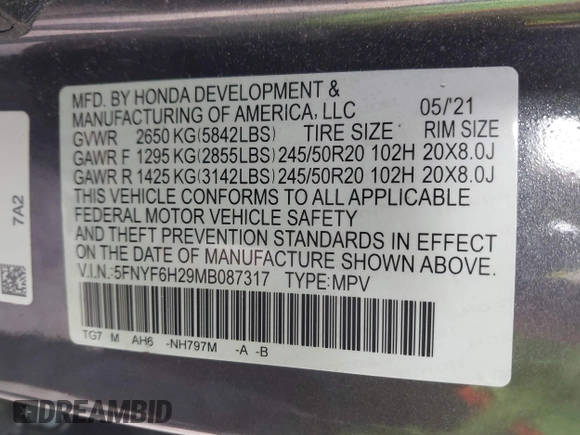 MFD. BY HONDA DEVELOPMENT &
MANUFACTURING OF AMERICA, LLC 05/'21
GVWR 2650 KG(5842LBS) TIRE SIZE RIM SIZE
GAWR F 1295 KG(2855LBS) 245/50R20 102H 20X8.0J
GAWR R 1425 KG(3142LBS) 245/50R20 102H 20X8.0J
THIS VEHICLE CONFORMS TO ALL APPLICABLE
FEDERAL MOTOR VEHICLE SAFETY
AND THEFT PREVENTION STANDARDS IN EFFECT
ON THE DATE OF MANUFACTURE SHOWN ABOVE.
V.I.N.:5FNYF6H29MB087317 TYPE:MPV
TG7 M AH6 -NH797M -A -B
7A2
DREAMBID